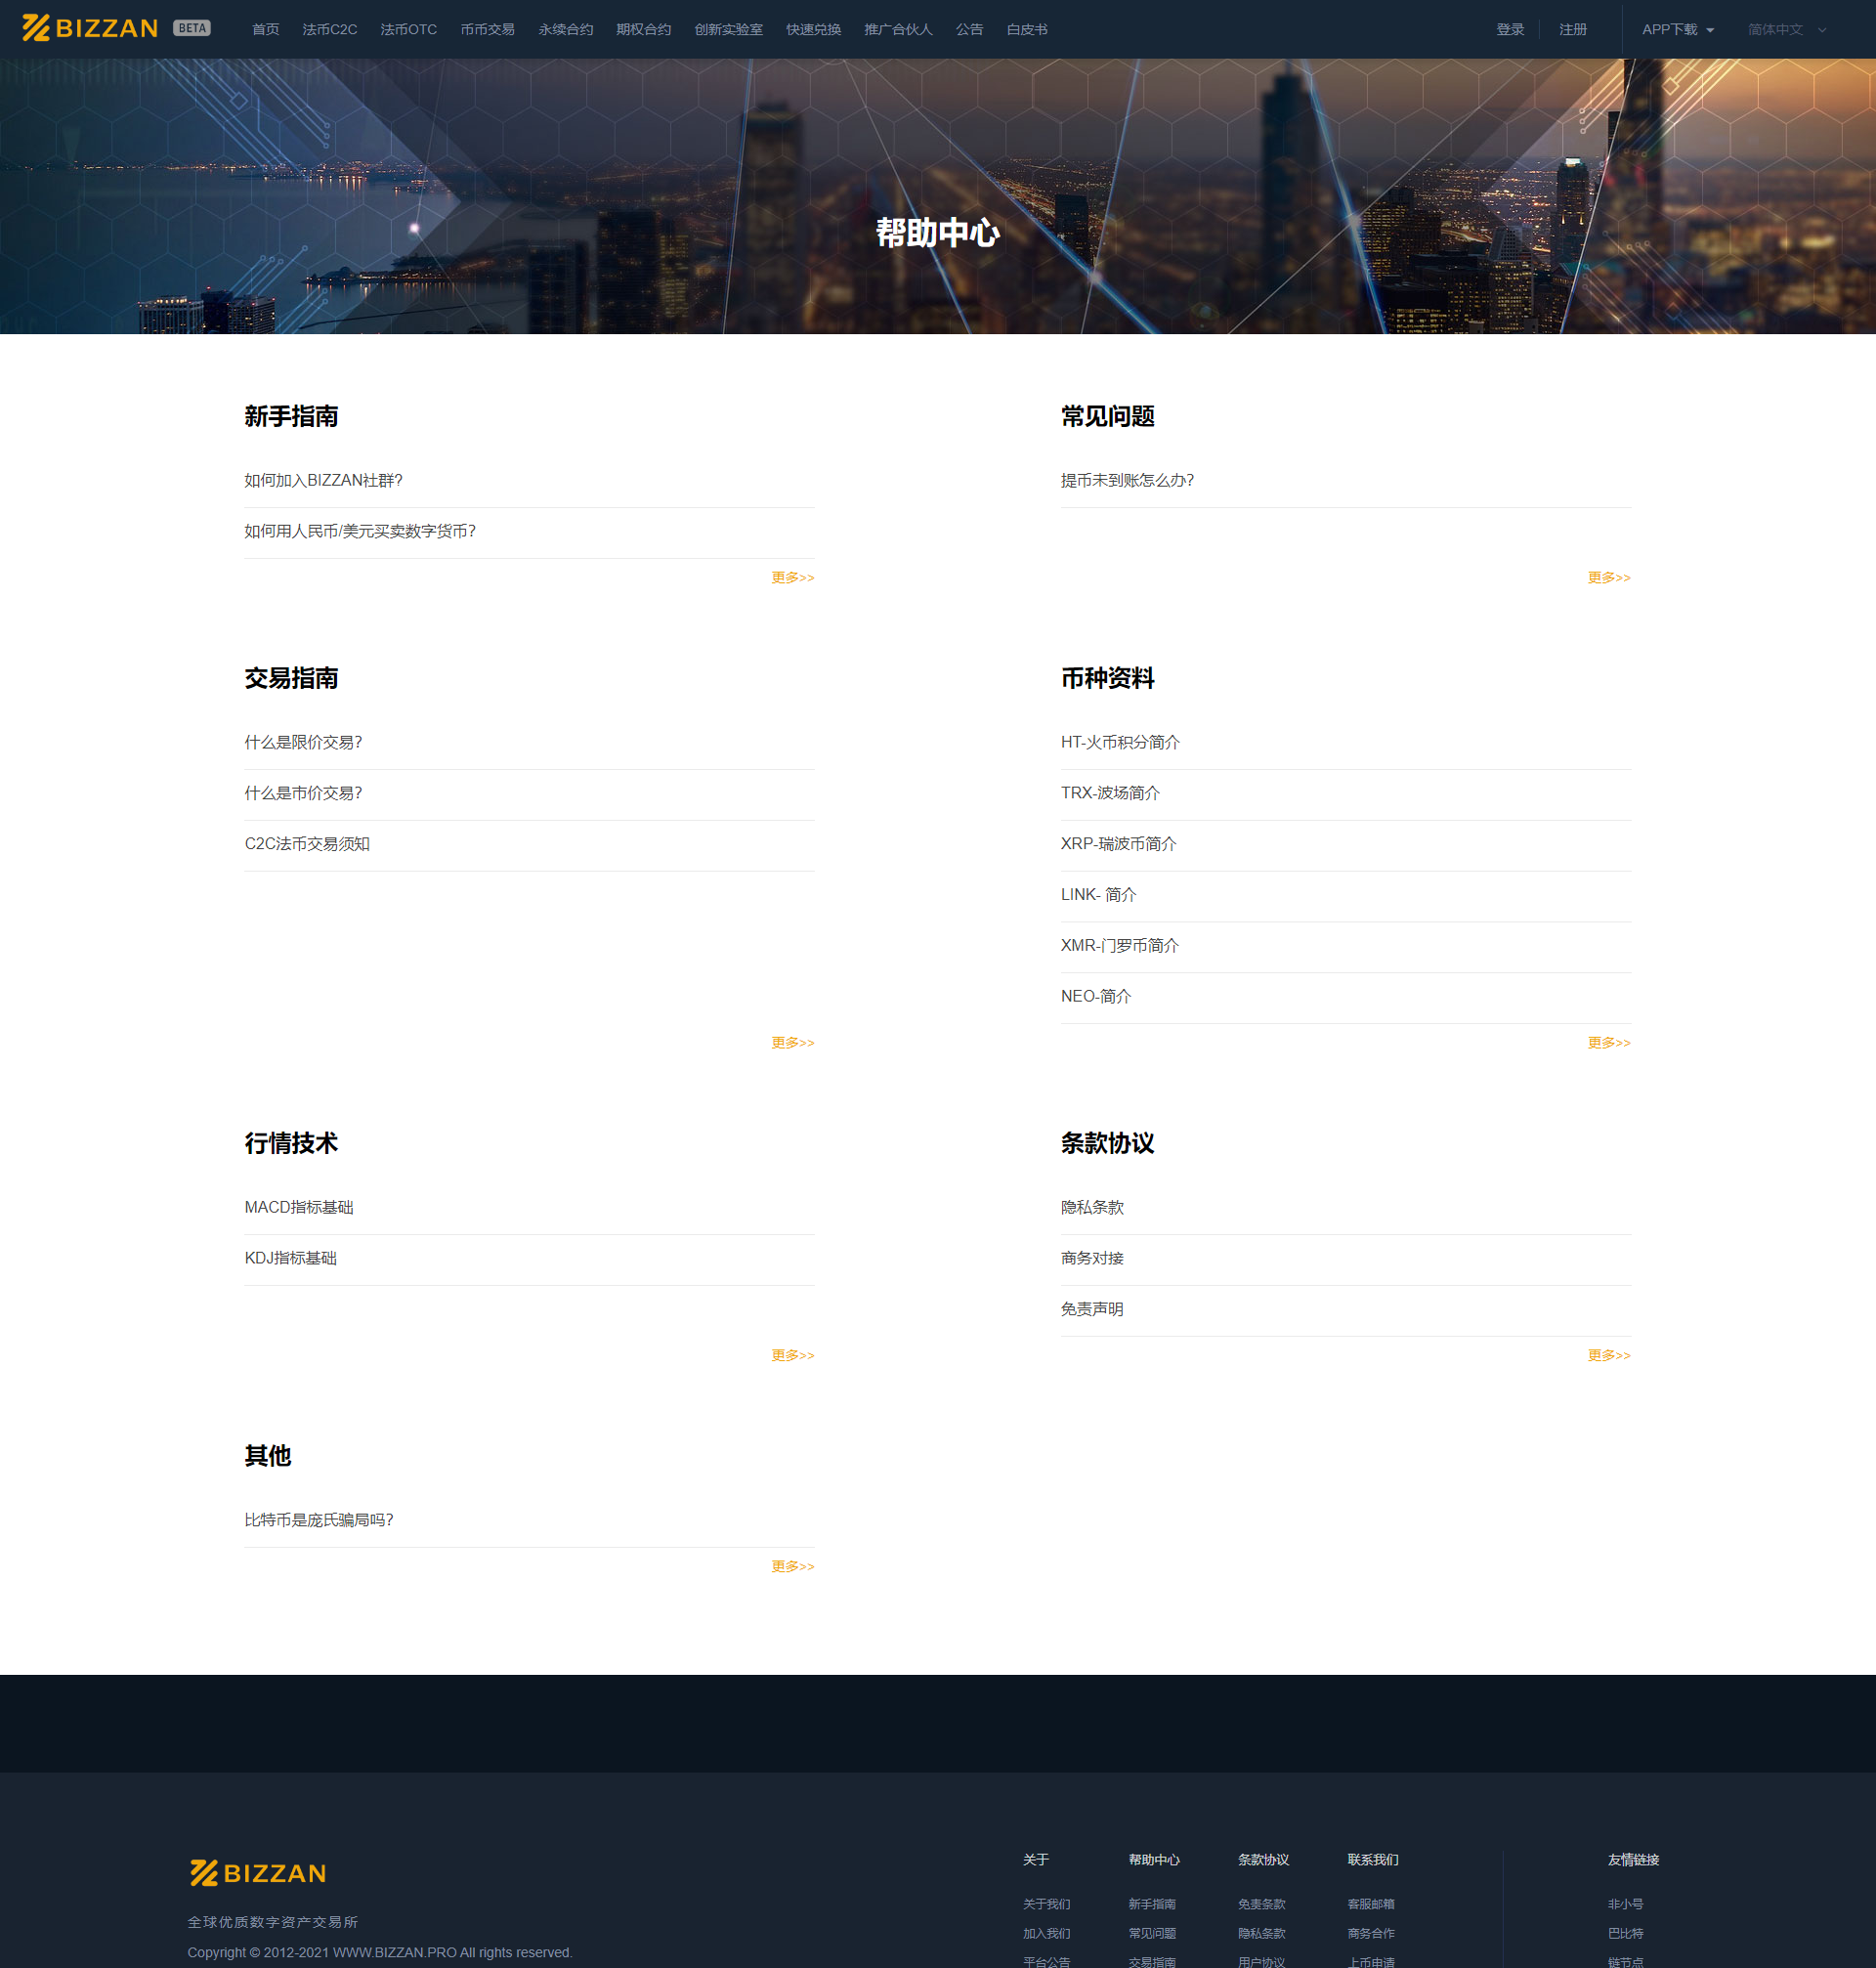 BIZZAN BETA 首页 法币C2C 法币OTC 币币交易 永续合约 期权合约 创新实验室 快速兑换 推广合伙人 公告 白皮书 登录 注册 APP下载 简体中文
帮助中心
新手指南
如何加入BIZZAN社群?
如何用人民币/美元买卖数字货币?
更多>>
常见问题
提币未到账怎么办?
更多>>
交易指南
什么是限价交易?
什么是市价交易?
C2C法币交易须知
更多>>
币种资料
HT-火币积分简介
TRX-波场简介
XRP-瑞波币简介
LINK- 简介
XMR-门罗币简介
NEO-简介
更多>>
行情技术
MACD指标基础
KDJ指标基础
更多>>
条款协议
隐私条款
商务对接
免责声明
更多>>
其他
比特币是庞氏骗局吗?
更多>>
BIZZAN
全球优质数字资产交易所
Copyright © 2012-2021 WWW.BIZZAN.PRO All rights reserved.
关于
关于我们
加入我们
平台公告
帮助中心
新手指南
常见问题
交易指南
条款协议
免责条款
隐私条款
用户协议
联系我们
客服邮箱
商务合作
上币申请
友情链接
非小号
巴比特
链节点